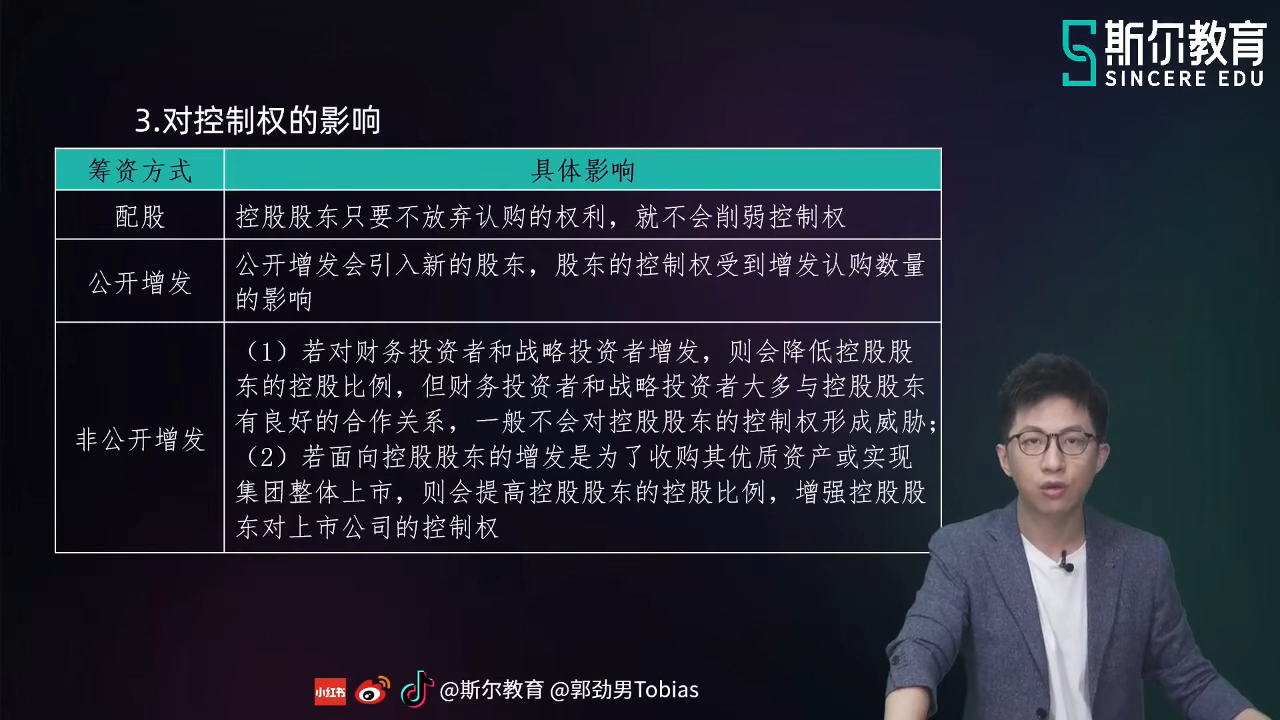 斯尔教育
SINCERE EDU
3.对控制权的影响
筹资方式
具体影响
配股
控股股东只要不放弃认购的权利，就不会削弱控制权
公开增发
公开增发会引入新的股东，股东的控制权受到增发认购数量
的影响
非公开增发
（1）若对财务投资者和战略投资者增发，则会降低控股股
东的控股比例，但财务投资者和战略投资者大多与控股股东
有良好的合作关系，一般不会对控股股东的控制权形成威胁；
（2）若面向控股股东的增发是为了收购其优质资产或实现
集团整体上市，则会提高控股股东的控股比例，增强控股股
东对上市公司的控制权
小红书 @斯尔教育 @郭劲男Tobias